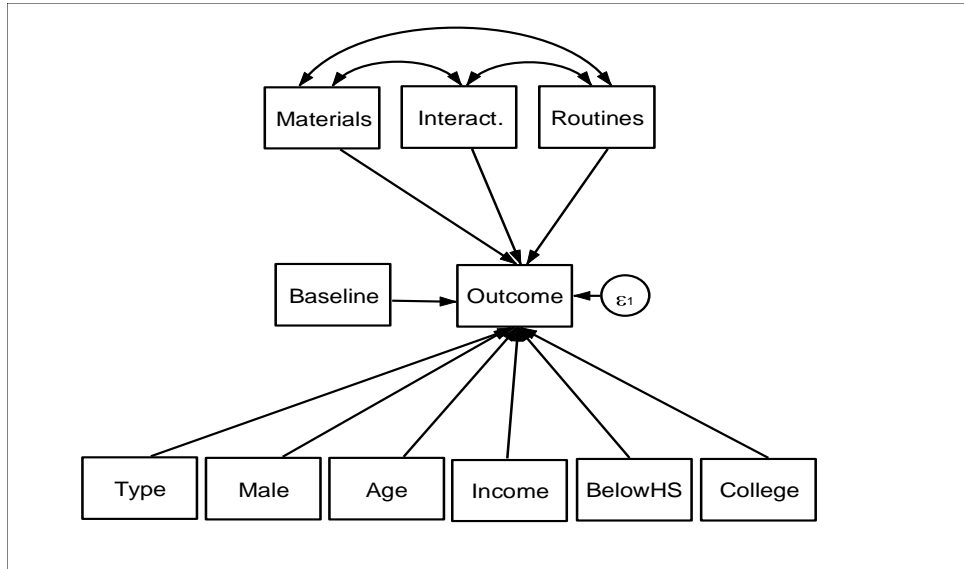 Materials
Interact.
Routines
Baseline
Outcome
ε1
Type
Male
Age
Income
BelowHS
College